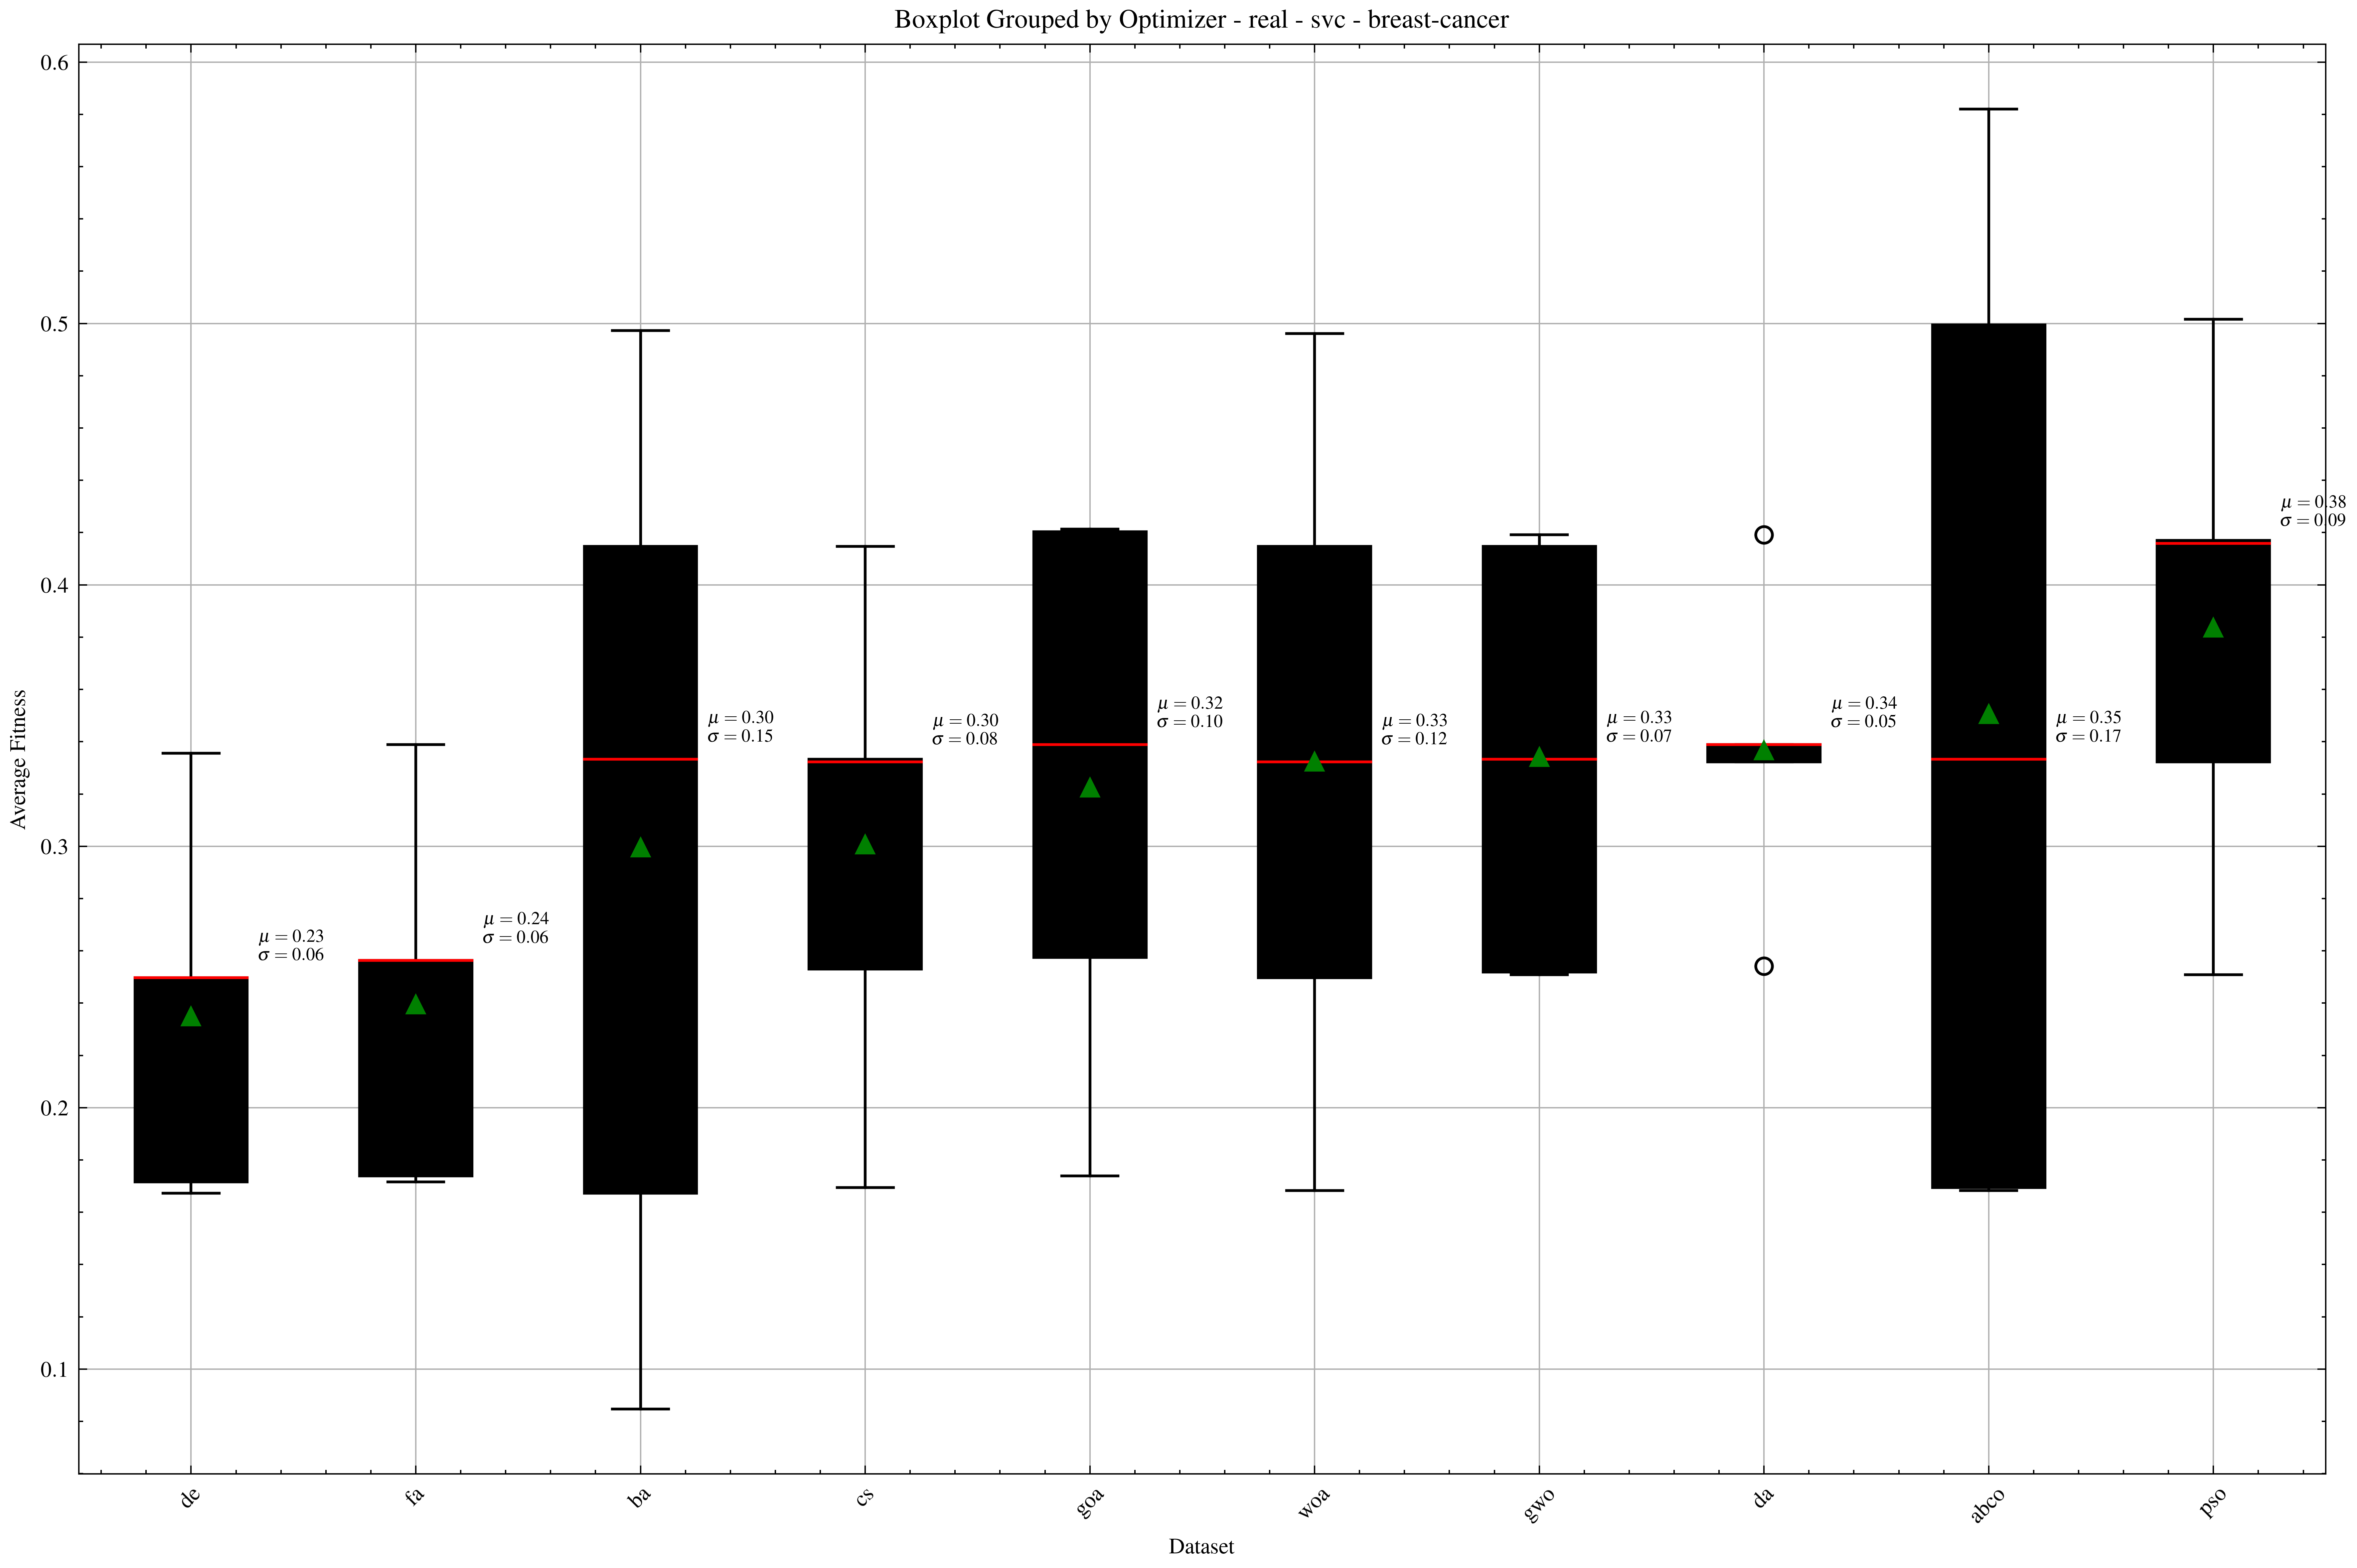 Boxplot Grouped by Optimizer - real - svc - breast-cancer
Average Fitness
0.6
0.5
0.4
0.3
0.2
0.1
μ = 0.23
σ = 0.06
μ = 0.24
σ = 0.06
μ = 0.30
σ = 0.15
μ = 0.30
σ = 0.08
μ = 0.32
σ = 0.10
μ = 0.33
σ = 0.12
μ = 0.33
σ = 0.07
μ = 0.34
σ = 0.05
μ = 0.35
σ = 0.17
μ = 0.38
σ = 0.09
de
fa
ba
cs
goa
woa
gwo
da
abco
pso
Dataset